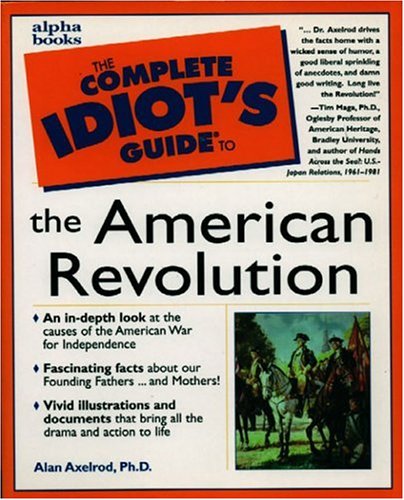 alpha
books
THE
COMPLETE
IDIOT'S
GUIDE® TO
"... Dr. Axelrod drives
the facts home with a
wicked sense of humor, a
good liberal sprinkling
of anecdotes, and damn
good writing. Long live
the Revolution!"
—Tim Maga, Ph.D.,
Oglesby Professor of
American Heritage,
Bradley University,
and author of Hands
Across the Sea?: U.S.-
Japan Relations, 1961–1981
the American
Revolution
An in-depth look at the
causes of the American War
for Independence
Fascinating facts about our
Founding Fathers ... and Mothers!
Vivid illustrations and
documents that bring all the
drama and action to life
Alan Axelrod, Ph.D.